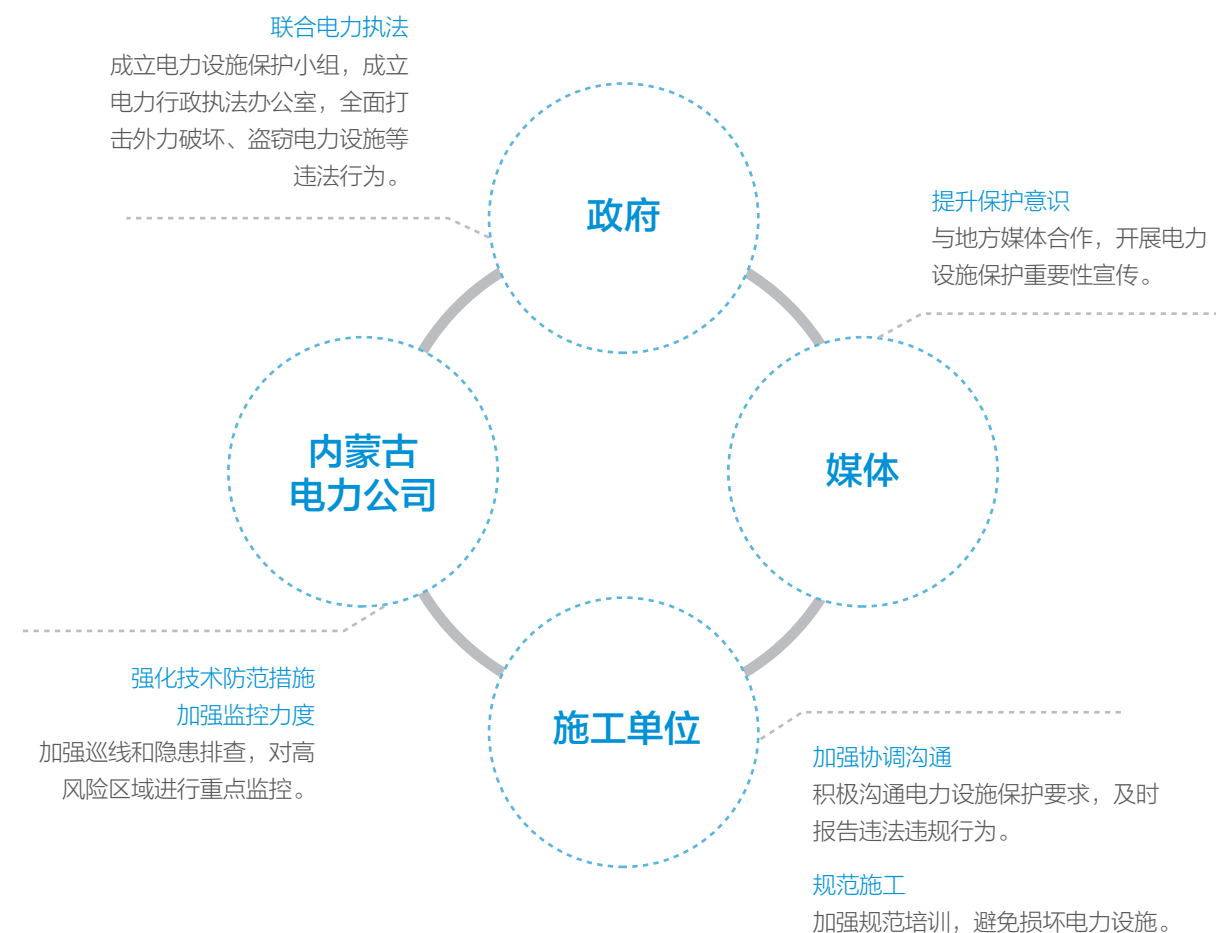 联合电力执法
成立电力设施保护小组，成立
电力行政执法办公室，全面打
击外力破坏、盗窃电力设施等
违法行为。
政府
提升保护意识
与地方媒体合作，开展电力
设施保护重要性宣传。
内蒙古
电力公司
媒体
强化技术防范措施
加强监控力度
加强巡线和隐患排查，对高
风险区域进行重点监控。
施工单位
加强协调沟通
积极沟通电力设施保护要求，及时
报告违法违规行为。
规范施工
加强规范培训，避免损坏电力设施。